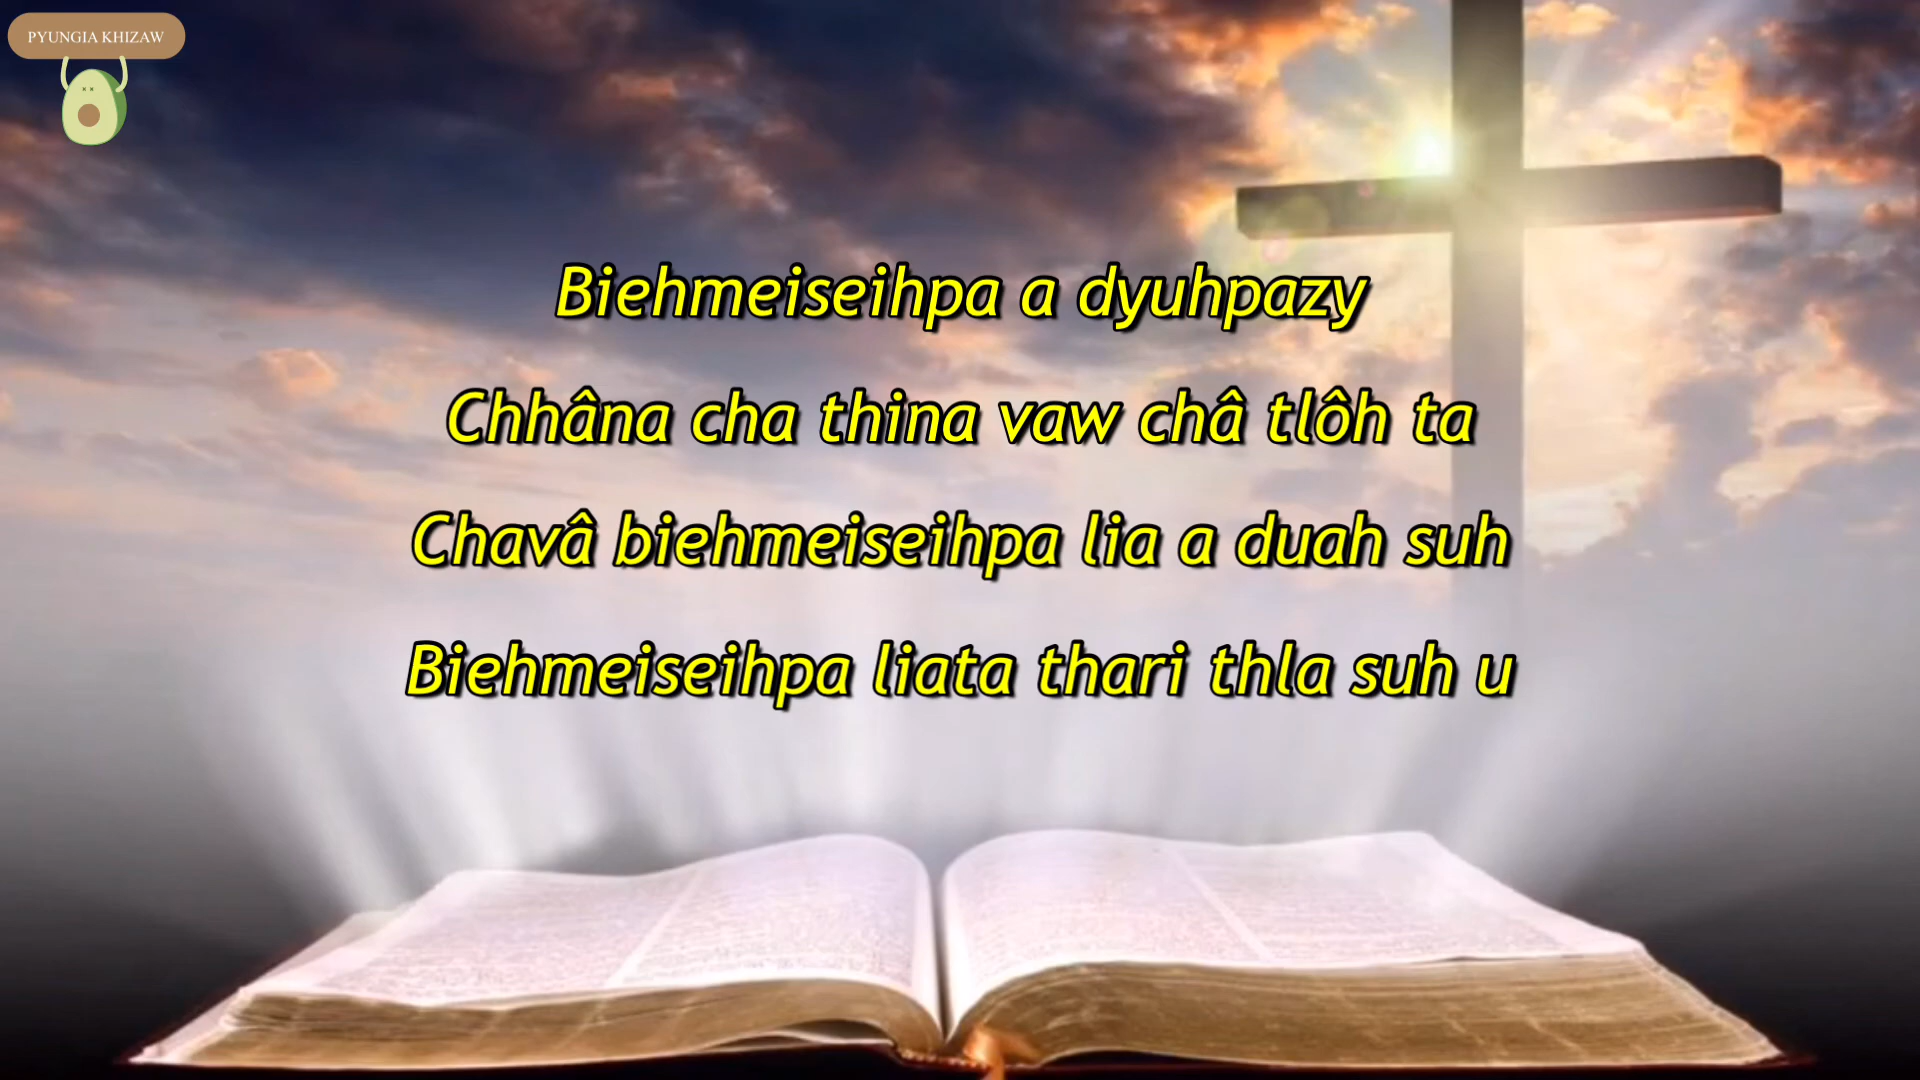 PYUNGIA KHIZAW
Biehmeiseihpa a dyuhpazy
Chhâna cha thina vaw châ tlôh ta
Chavâ biehmeiseihpa lia a duah suh
Biehmeiseihpa liata thari thla suh u